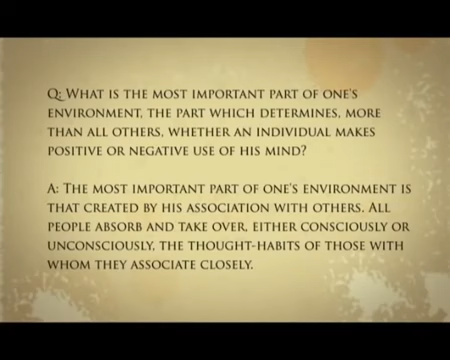 Q: What is the most important part of one's
environment, the part which determines, more
than all others, whether an individual makes
positive or negative use of his mind?
A: The most important part of one's environment is
that created by his association with others. All
people absorb and take over, either consciously or
unconsciously, the thought-habits of those with
whom they associate closely.